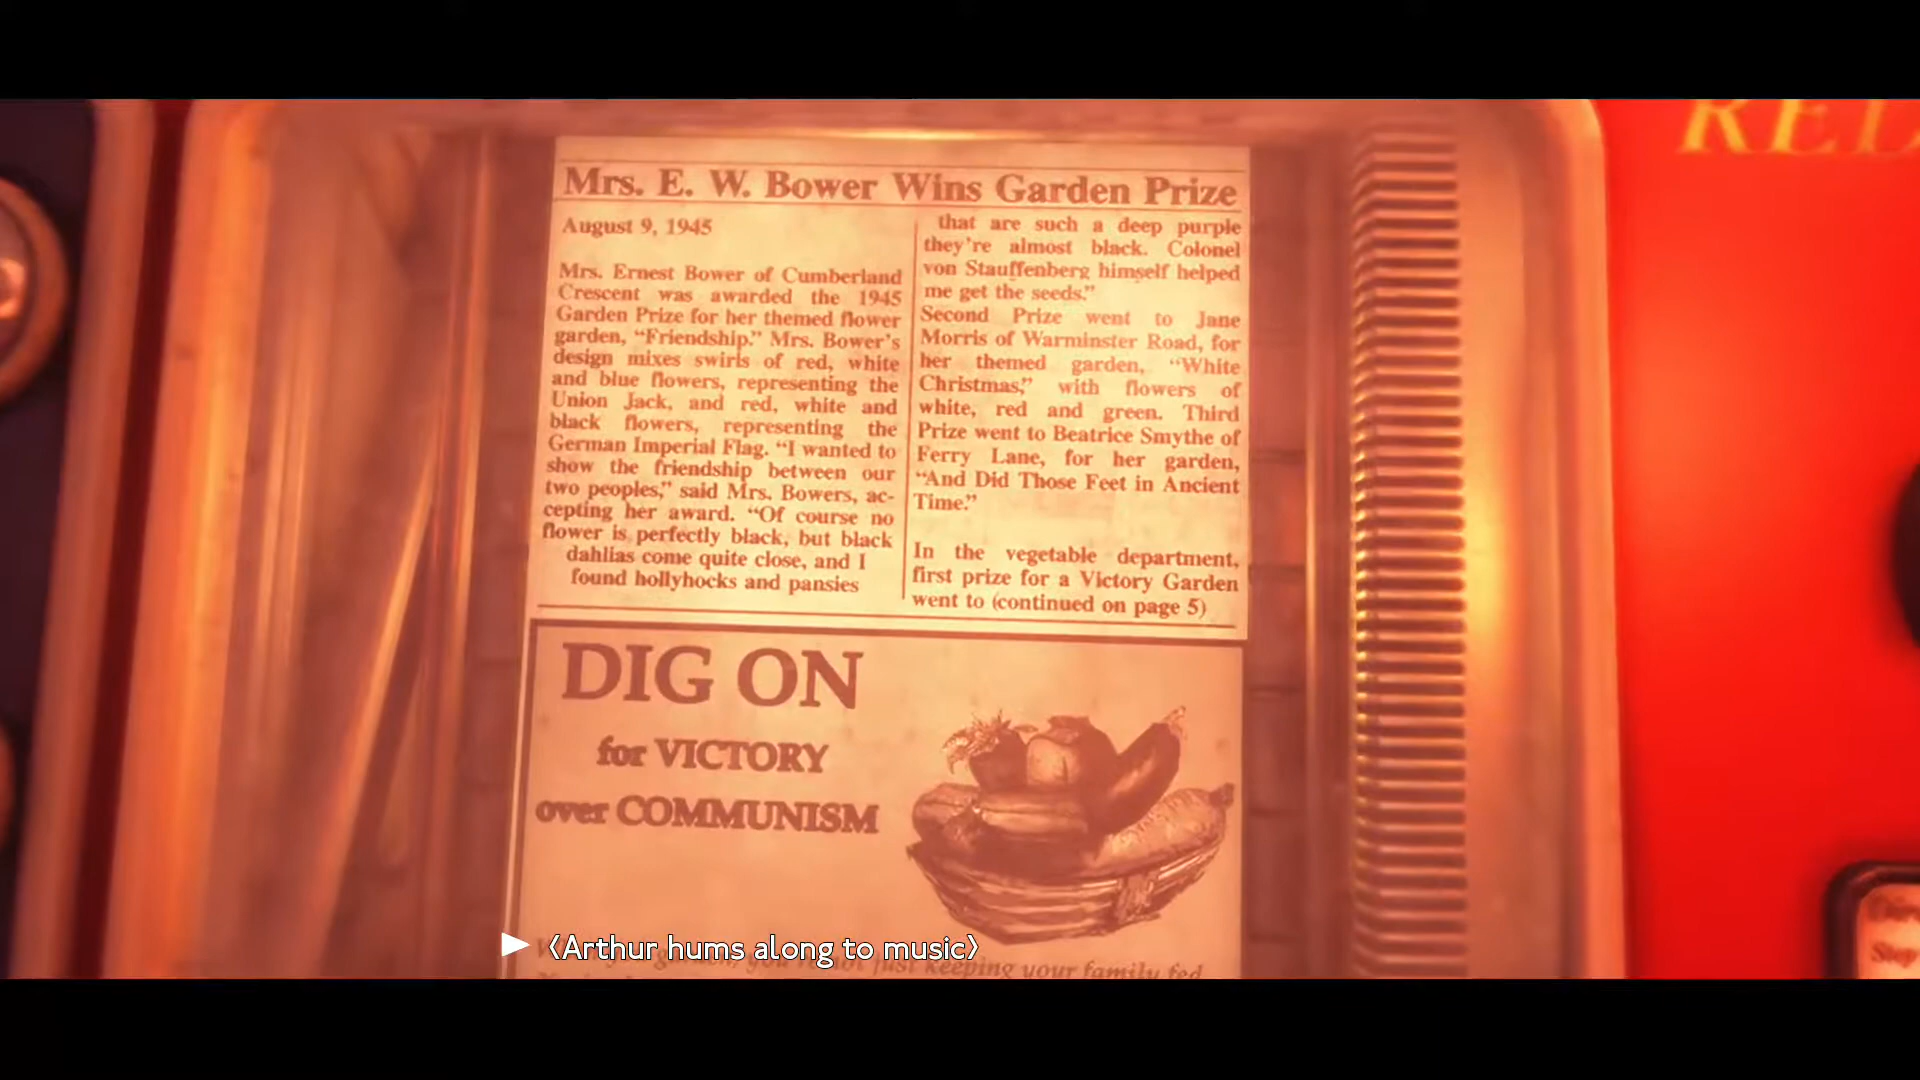 RED
Mrs. E. W. Bower Wins Garden Prize
August 9, 1945
Mrs. Ernest Bower of Cumberland
Crescent was awarded the 1945
Garden Prize for her themed flower
garden, “Friendship.” Mrs. Bower’s
design mixes swirls of red, white
and blue flowers, representing the
Union Jack, and red, white and
black flowers, representing the
German Imperial Flag. “I wanted to
show the friendship between our
two peoples,” said Mrs. Bowers, ac-
cepting her award. “Of course no
flower is perfectly black, but black
dahlias come quite close, and I
found hollyhocks and pansies
that are such a deep purple
they’re almost black. Colonel
von Stauffenberg himself helped
me get the seeds.”
Second Prize went to Jane
Morris of Warminster Road, for
her themed garden, “White
Christmas,” with flowers of
white, red and green. Third
Prize went to Beatrice Smythe of
Ferry Lane, for her garden,
“And Did Those Feet in Ancient
Time.”
In the vegetable department,
first prize for a Victory Garden
went to (continued on page 5)
DIG ON
for VICTORY
over COMMUNISM
just keeping your family fed
〈Arthur hums along to music〉
Stop